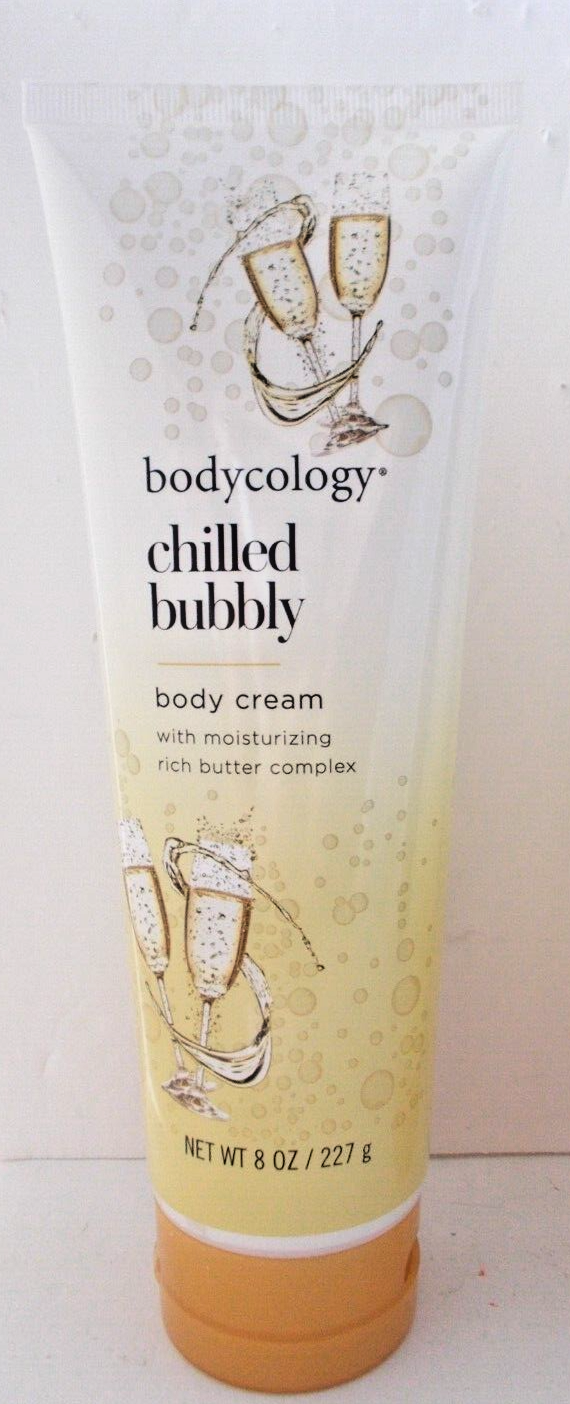 bodycology®
chilled
bubbly
body cream
with moisturizing
rich butter complex
NET WT 8 OZ / 227 g